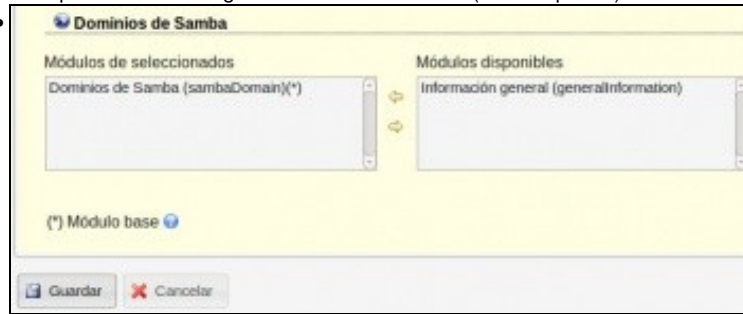 Dominios de Samba
Módulos de seleccionados
Módulos disponibles
Dominios de Samba (sambaDomain)(*)
Información general (generalInformation)
(*) Módulo base
Guardar
Cancelar